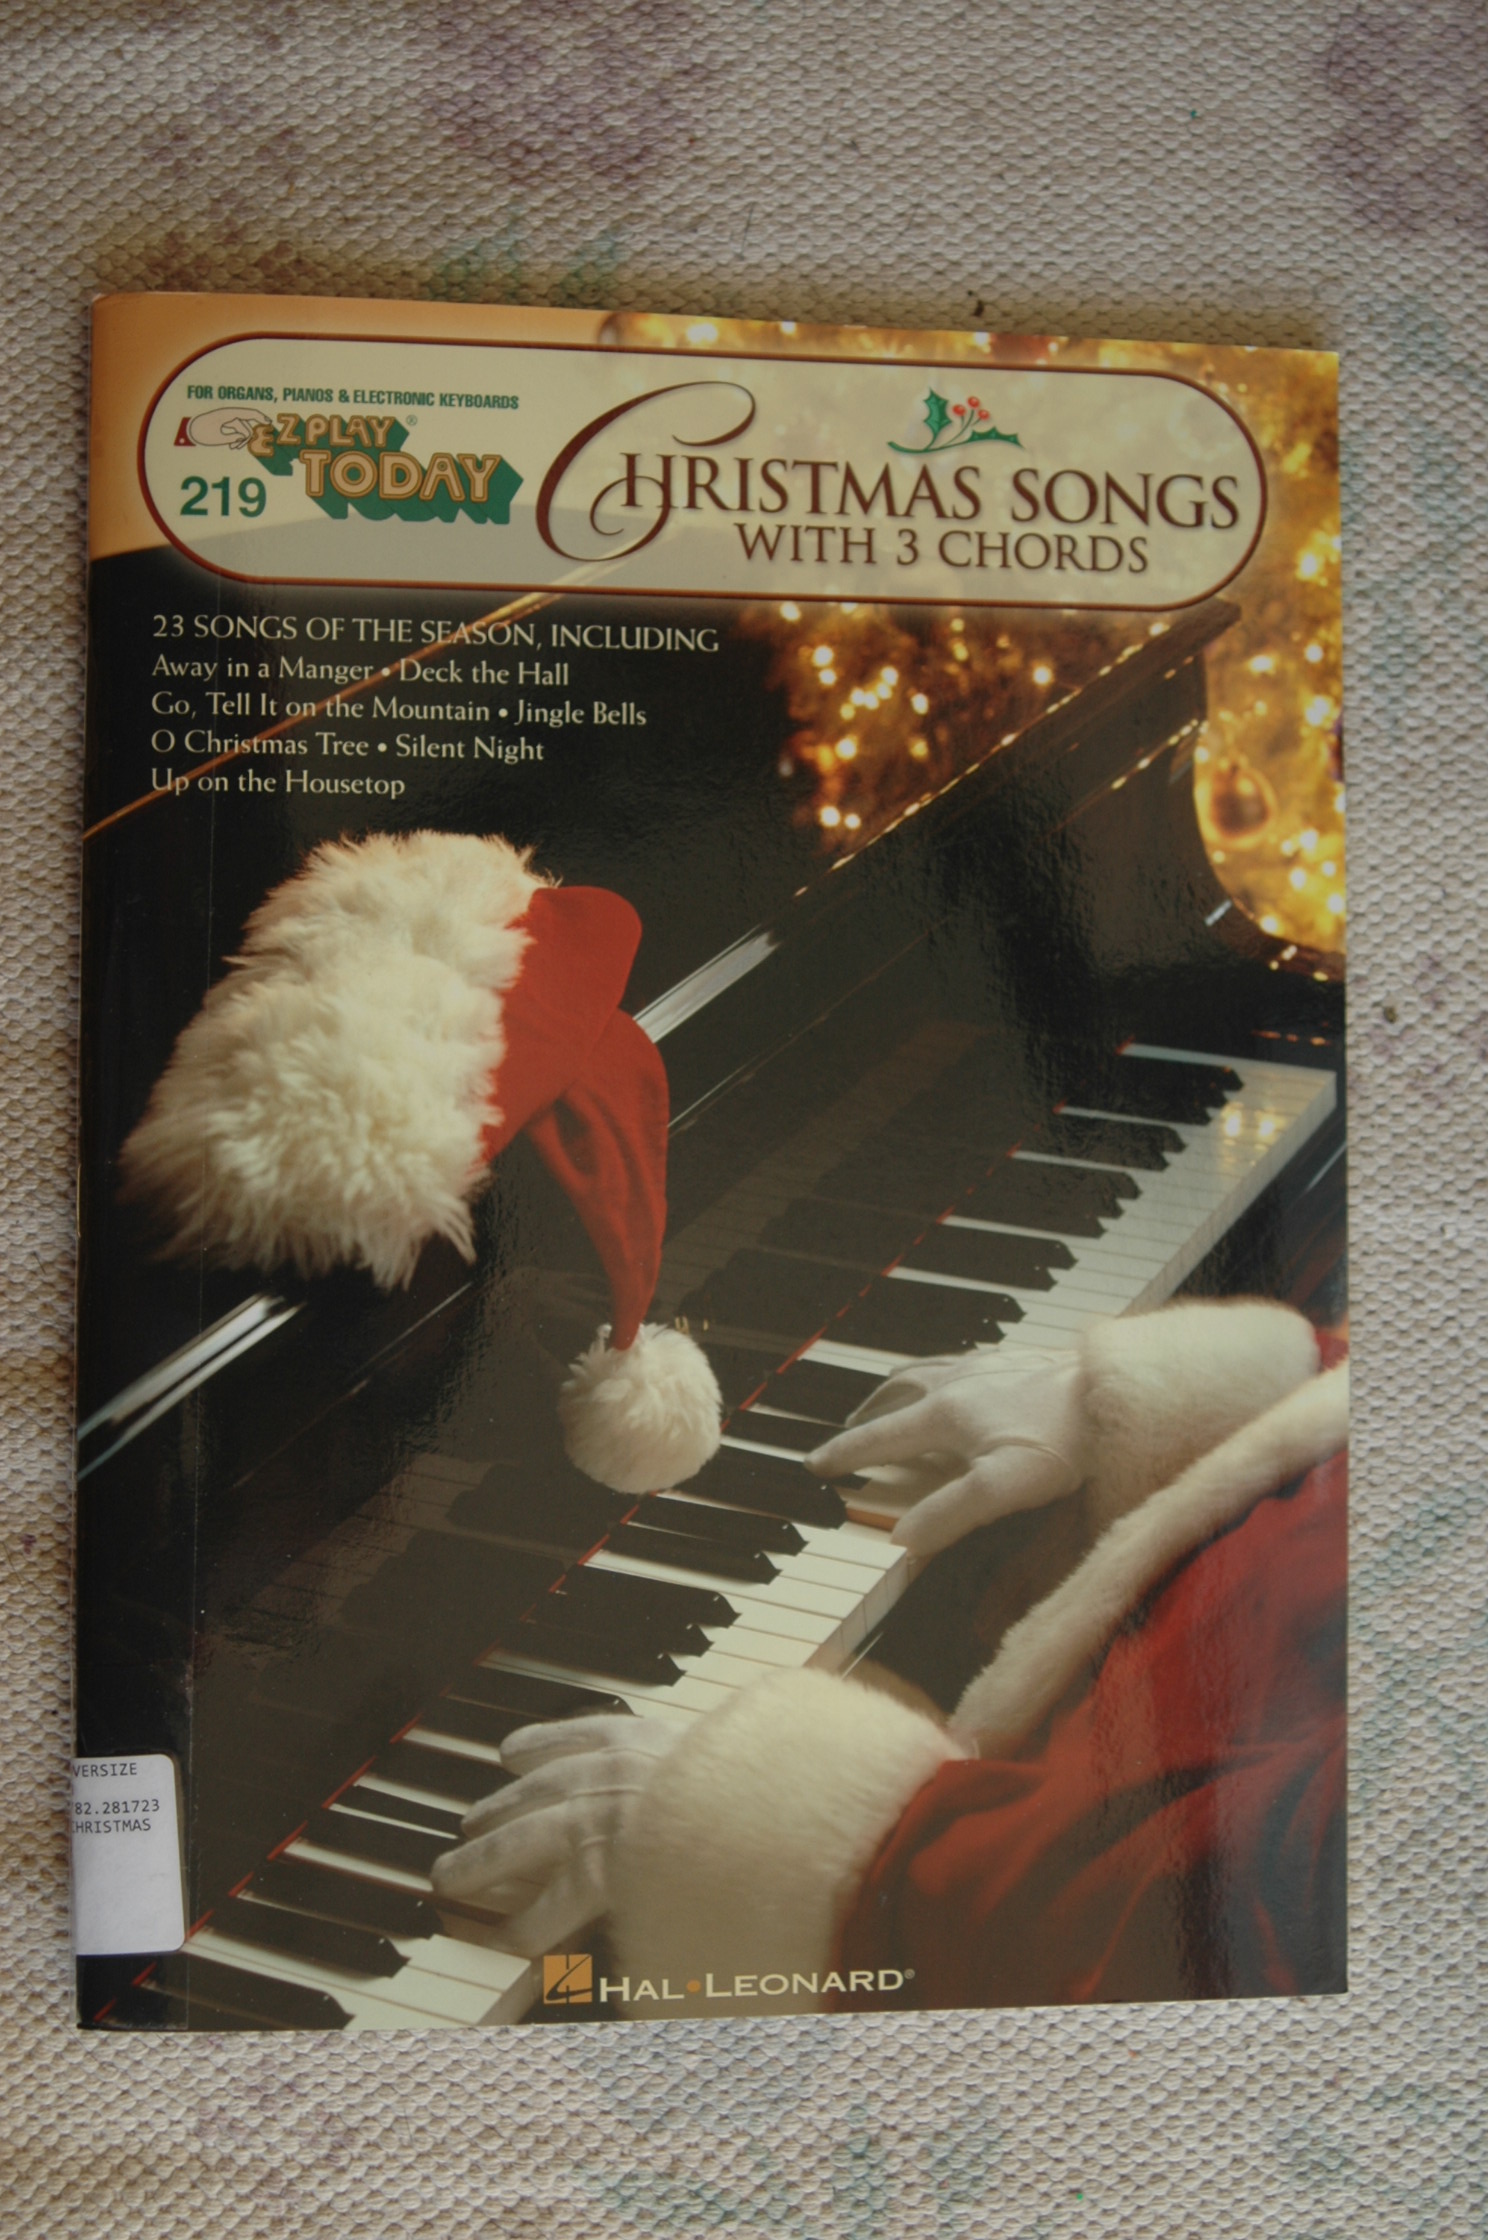 FOR ORGANS, PIANOS & ELECTRONIC KEYBOARDS
E-Z PLAY®
TODAY
219
CHRISTMAS SONGS
WITH 3 CHORDS
23 SONGS OF THE SEASON, INCLUDING
Away in a Manger • Deck the Hall
Go, Tell It on the Mountain • Jingle Bells
O Christmas Tree • Silent Night
Up on the Housetop
VERSIZE
82.281723
HRISTMAS
HAL•LEONARD®